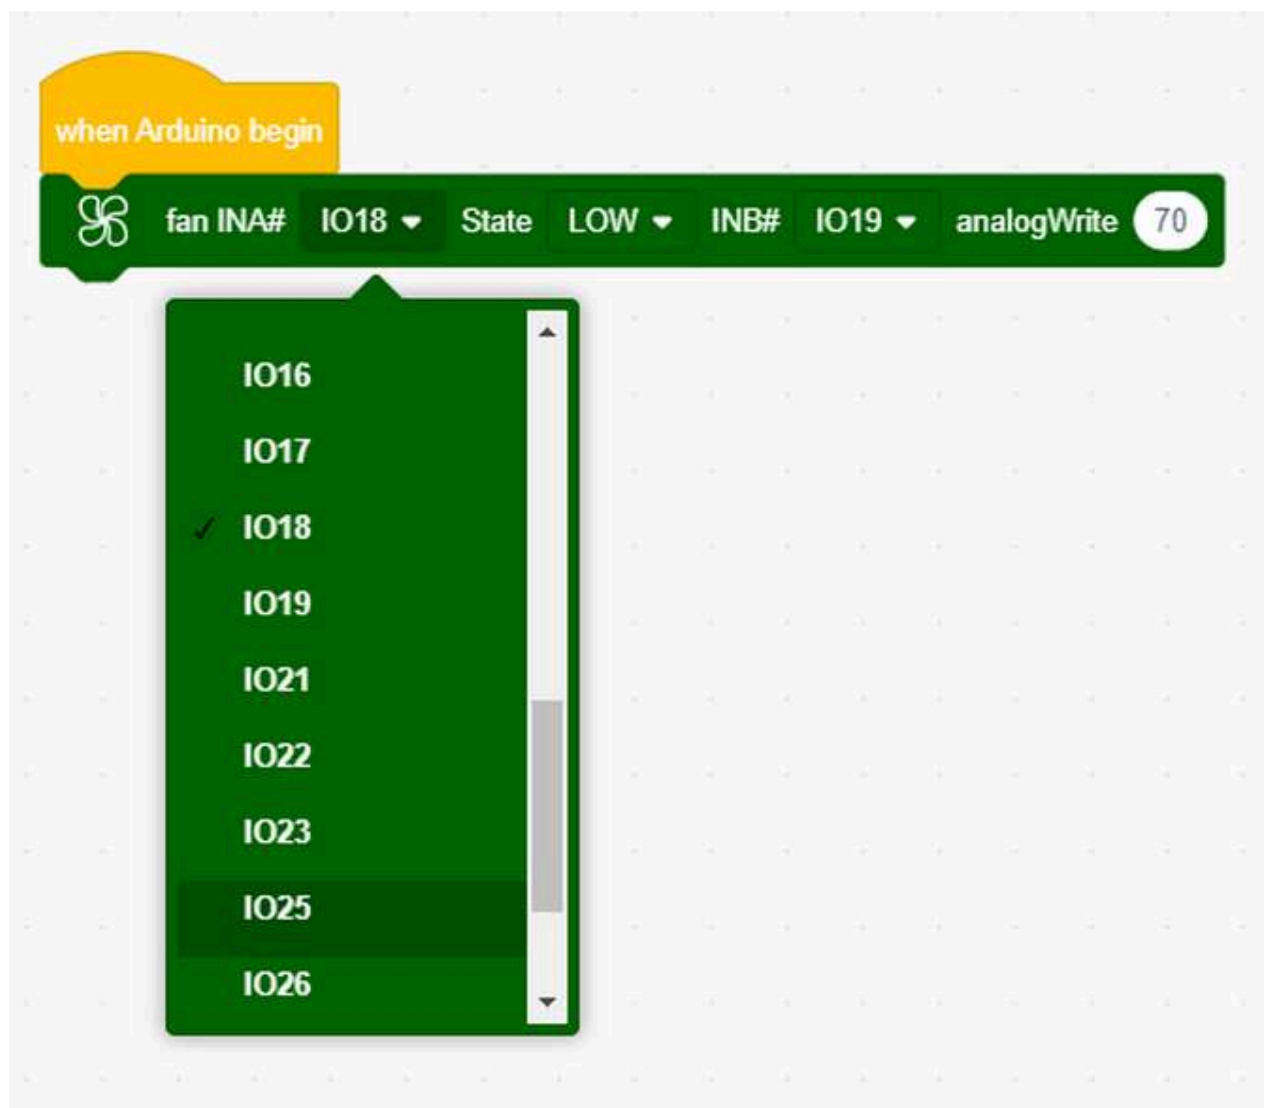 when Arduino begin
fan INA# IO18 State LOW INB# IO19 analogWrite 70
IO16
IO17
✓ IO18
IO19
IO21
IO22
IO23
IO25
IO26